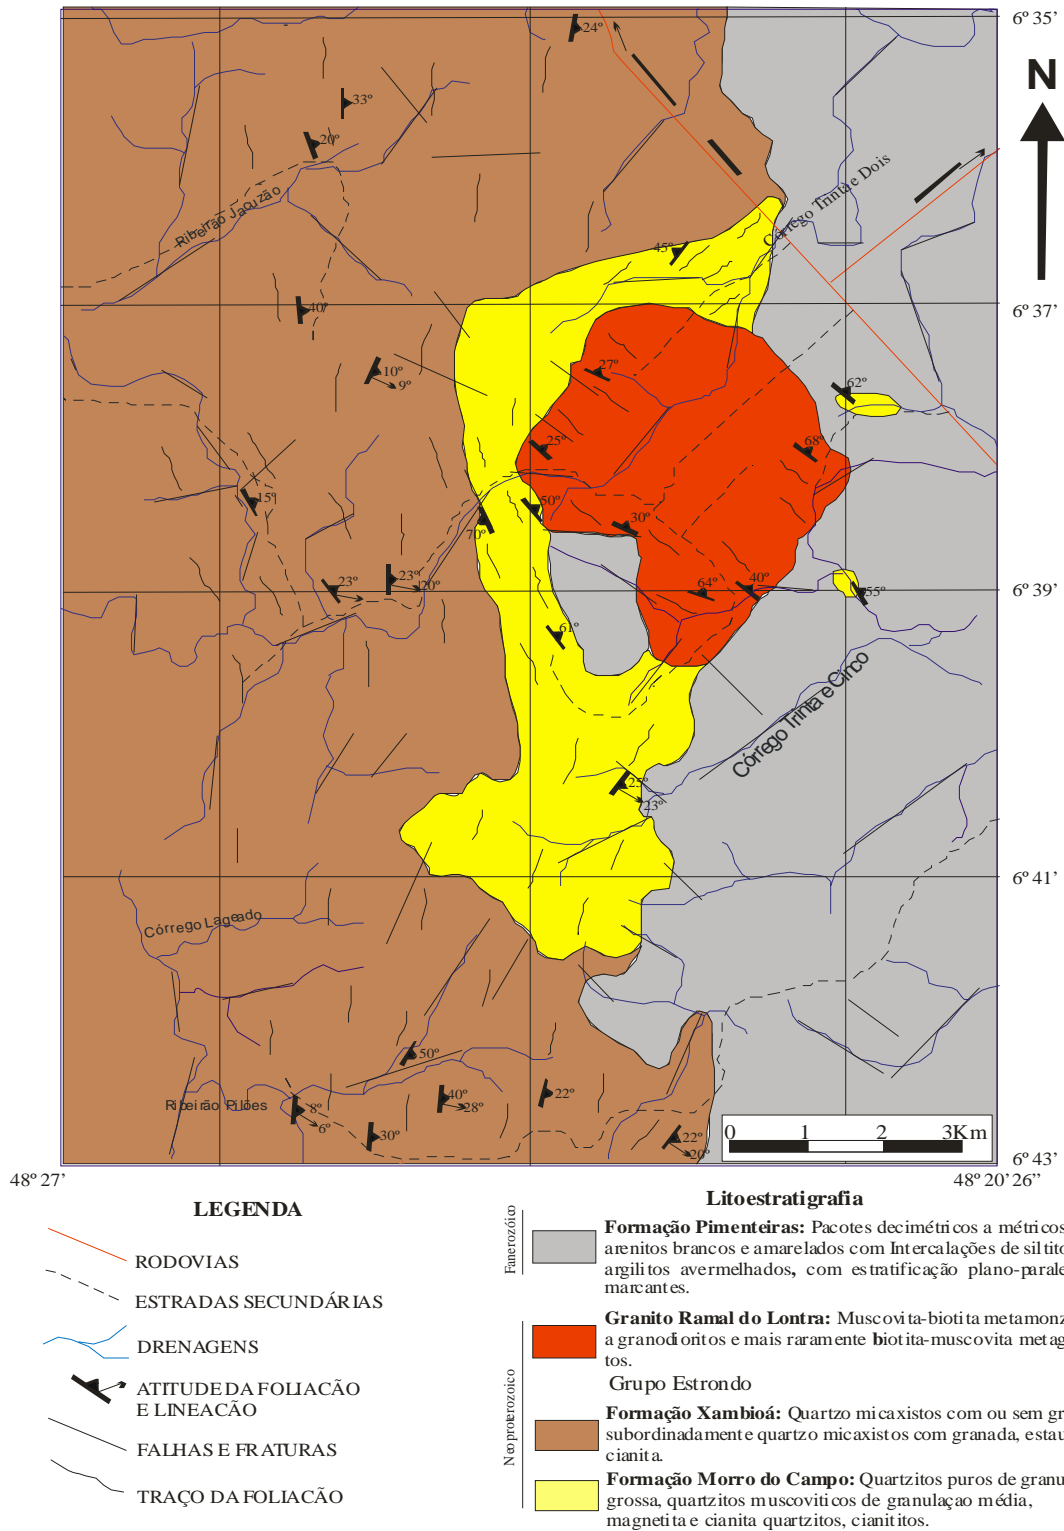 6º 35’
24º
N
33º
20º
Ribeirão Jacuzão
Córrego Trinta e Dois
45º
6º 37’
40º
10º
9º
27º
62º
25º
68º
15º
50º
70º
30º
23º
23º
20º
64º
40º
55º
6º 39’
61º
Córrego Trinta e Cinco
25º
23º
6º 41’
Córrego Lageado
50º
Ribeirão Pilões
8º
6º
40º
28º
22º
30º
22º
20º
0 1 2 3Km
6º 43’
48º 27’
48º 20’ 26”
LEGENDA
RODOVIAS
ESTRADAS SECUNDÁRIAS
DRENAGENS
ATITUDE DA FOLIACÃO
E LINEACÃO
FALHAS E FRATURAS
TRAÇO DA FOLIACÃO
Litoestratigrafia
Fanerozóico
Formação Pimenteiras: Pacotes decimétricos a métricos
arenitos brancos e amarelados com Intercalações de siltito
argilitos avermelhados, com estratificação plano-parale
marcantes.
Neoproterozoico
Granito Ramal do Lontra: Muscovita-biotita metamonz
a granodioritos e mais raramente biotita-muscovita metag
tos.
Grupo Estrondo
Formação Xambioá: Quartzo micaxistos com ou sem gr
subordinadamente quartzo micaxistos com granada, estau
cianita.
Formação Morro do Campo: Quartzitos puros de granu
grossa, quartzitos muscoviticos de granulaçao média,
magnetita e cianita quartzitos, cianititos.